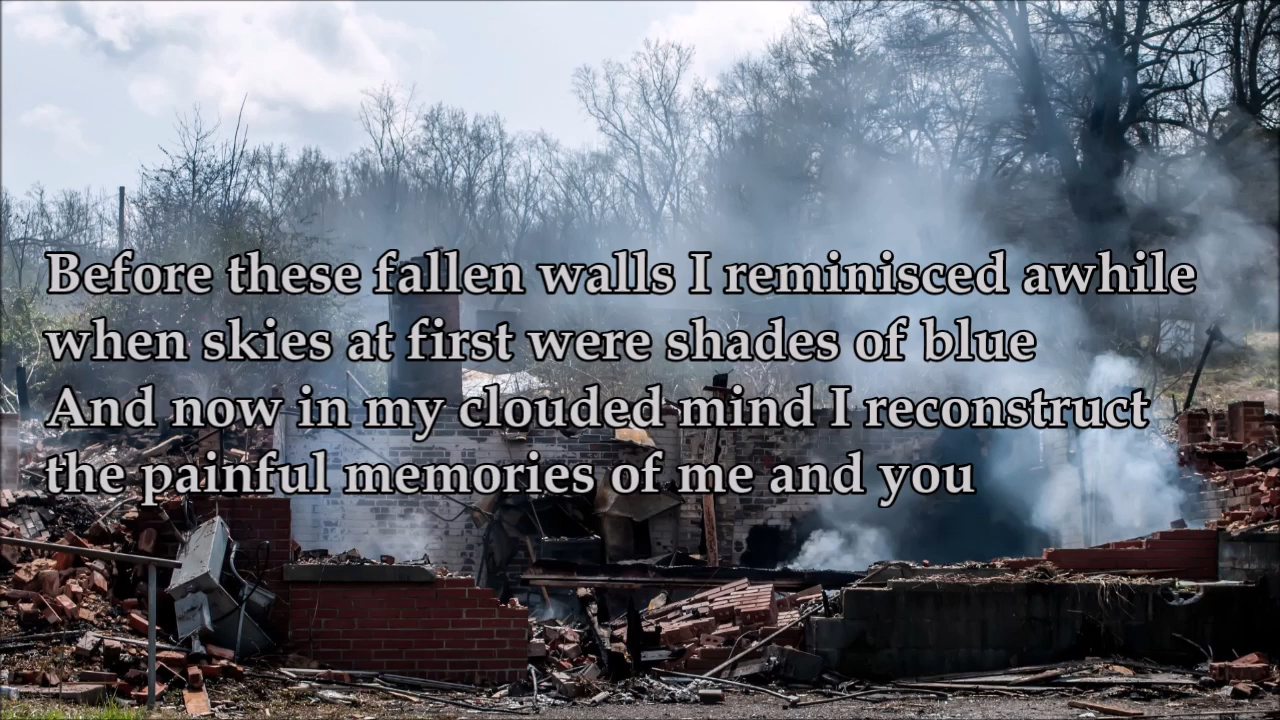 Before these fallen walls I reminisced awhile
when skies at first were shades of blue
And now in my clouded mind I reconstruct
the painful memories of me and you